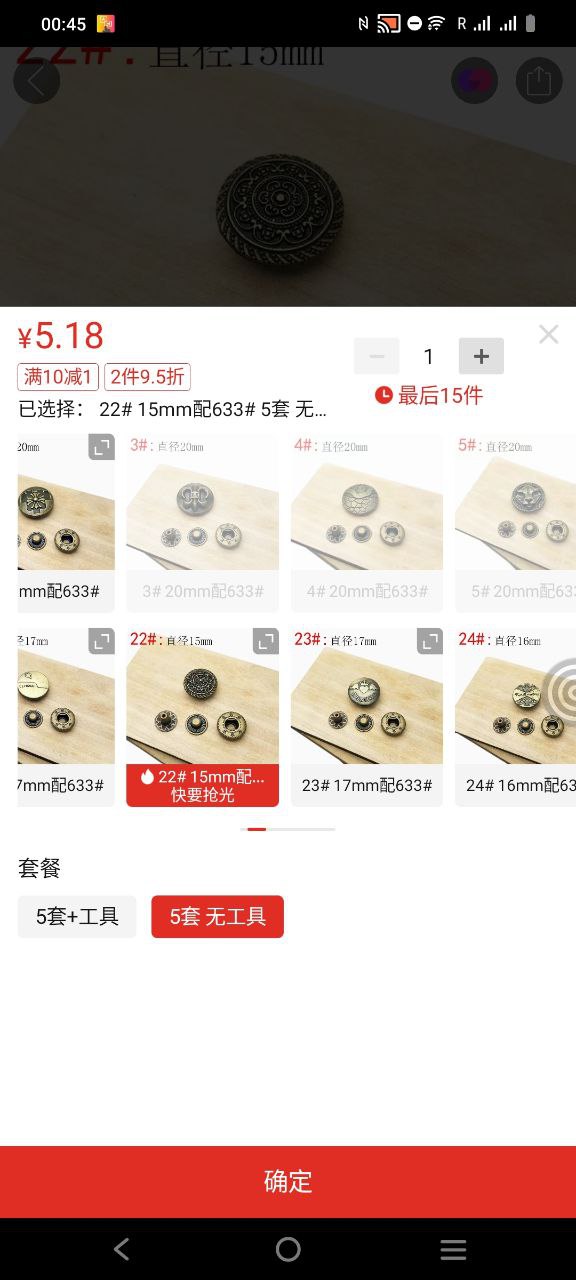 00:45
R
22#：直径15mm
¥5.18
1
满10减1 2件9.5折
最后15件
已选择： 22# 15mm配633# 5套 无...
20mm
3#：直径20mm
4#：直径20mm
5#：直径20mm
mm配633#
3# 20mm配633#
4# 20mm配633#
5# 20mm配633
径17mm
22#：直径15mm
23#：直径17mm
24#：直径16mm
7mm配633#
22# 15mm配...
快要抢光
23# 17mm配633#
24# 16mm配63
套餐
5套+工具
5套 无工具
确定